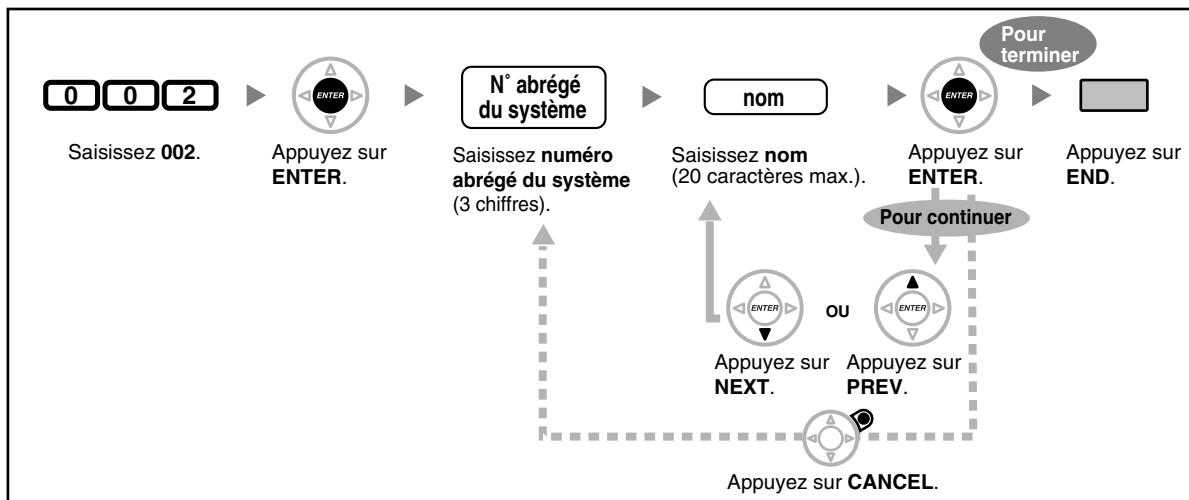 Pour
terminer
0 0 2
ENTER
N° abrégé
du système
nom
ENTER
Saisissez 002.
Appuyez sur
ENTER.
Saisissez numéro
abrégé du système
(3 chiffres).
Saisissez nom
(20 caractères max.).
Appuyez sur
ENTER.
Appuyez sur
END.
Pour continuer
ENTER
OU
ENTER
Appuyez sur
NEXT.
Appuyez sur
PREV.
Appuyez sur CANCEL.